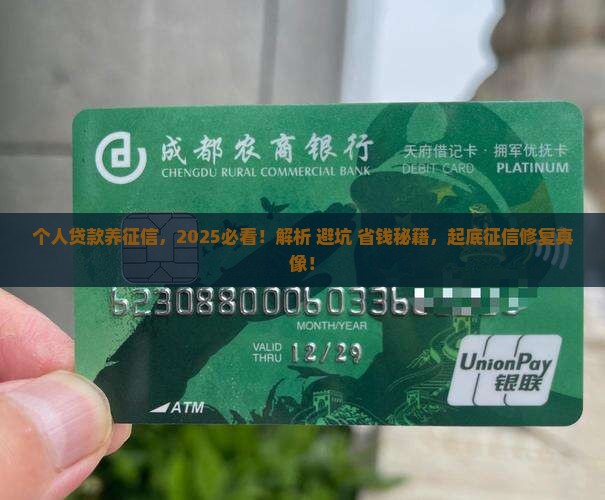 成都农商银行
CHENGDU RURAL COMMERCIAL BANK
天府借记卡·拥军优抚卡
DEBIT CARD PLATINUM
个人贷款养征信，2025必看！解析 避坑 省钱秘籍，起底征信修复真
像！
MONTH/YEAR
VALID
THRU 12/29
UnionPay
银联
ATM